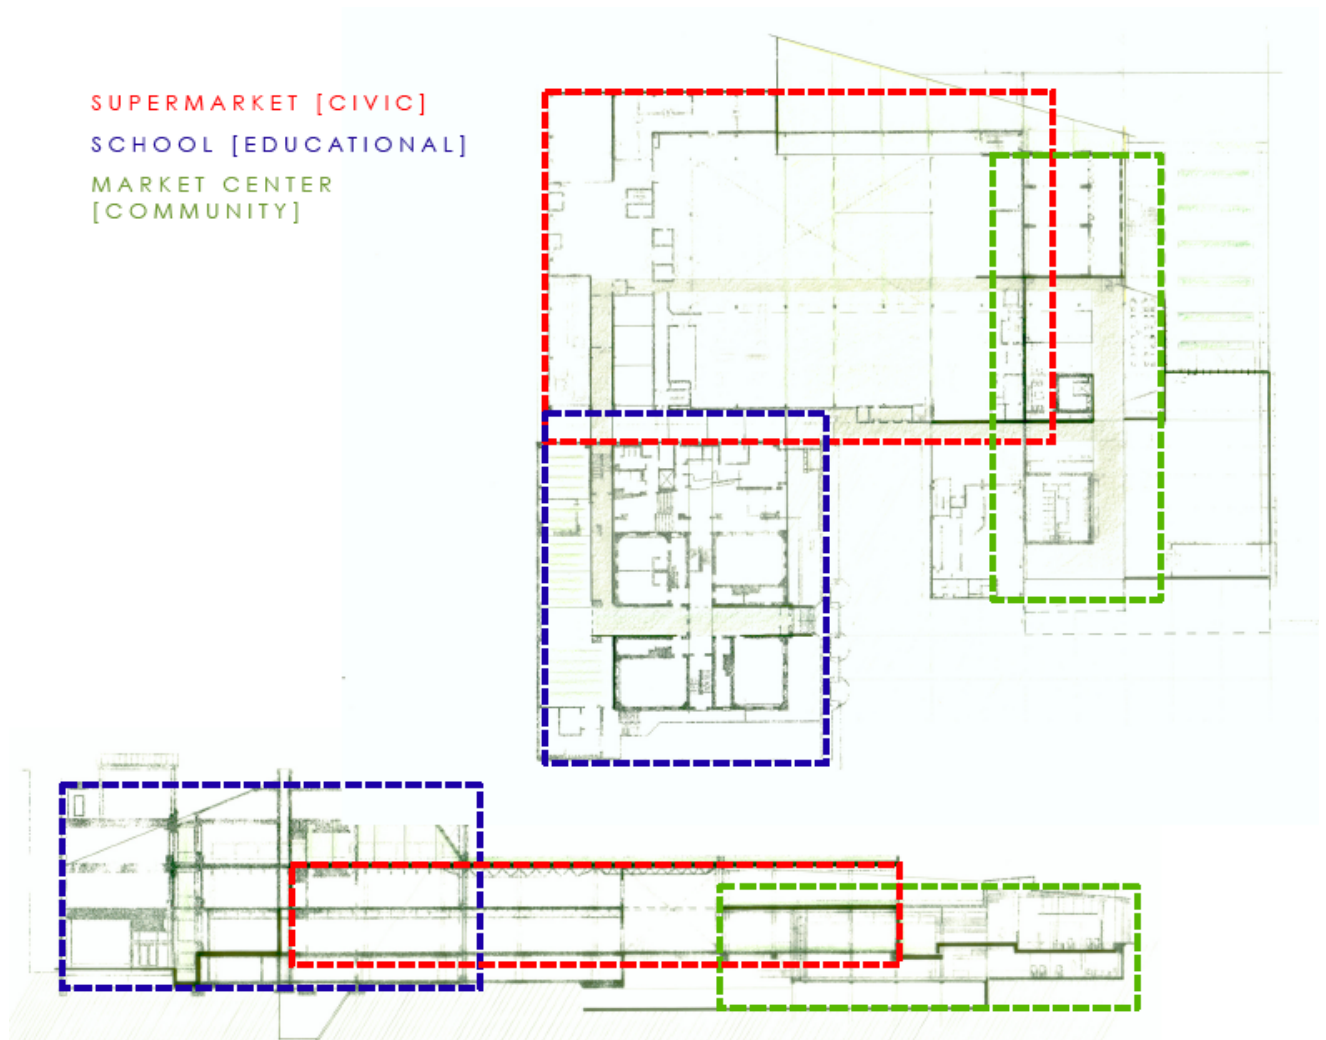 SUPERMARKET [CIVIC]
SCHOOL [EDUCATIONAL]
MARKET CENTER
[COMMUNITY]